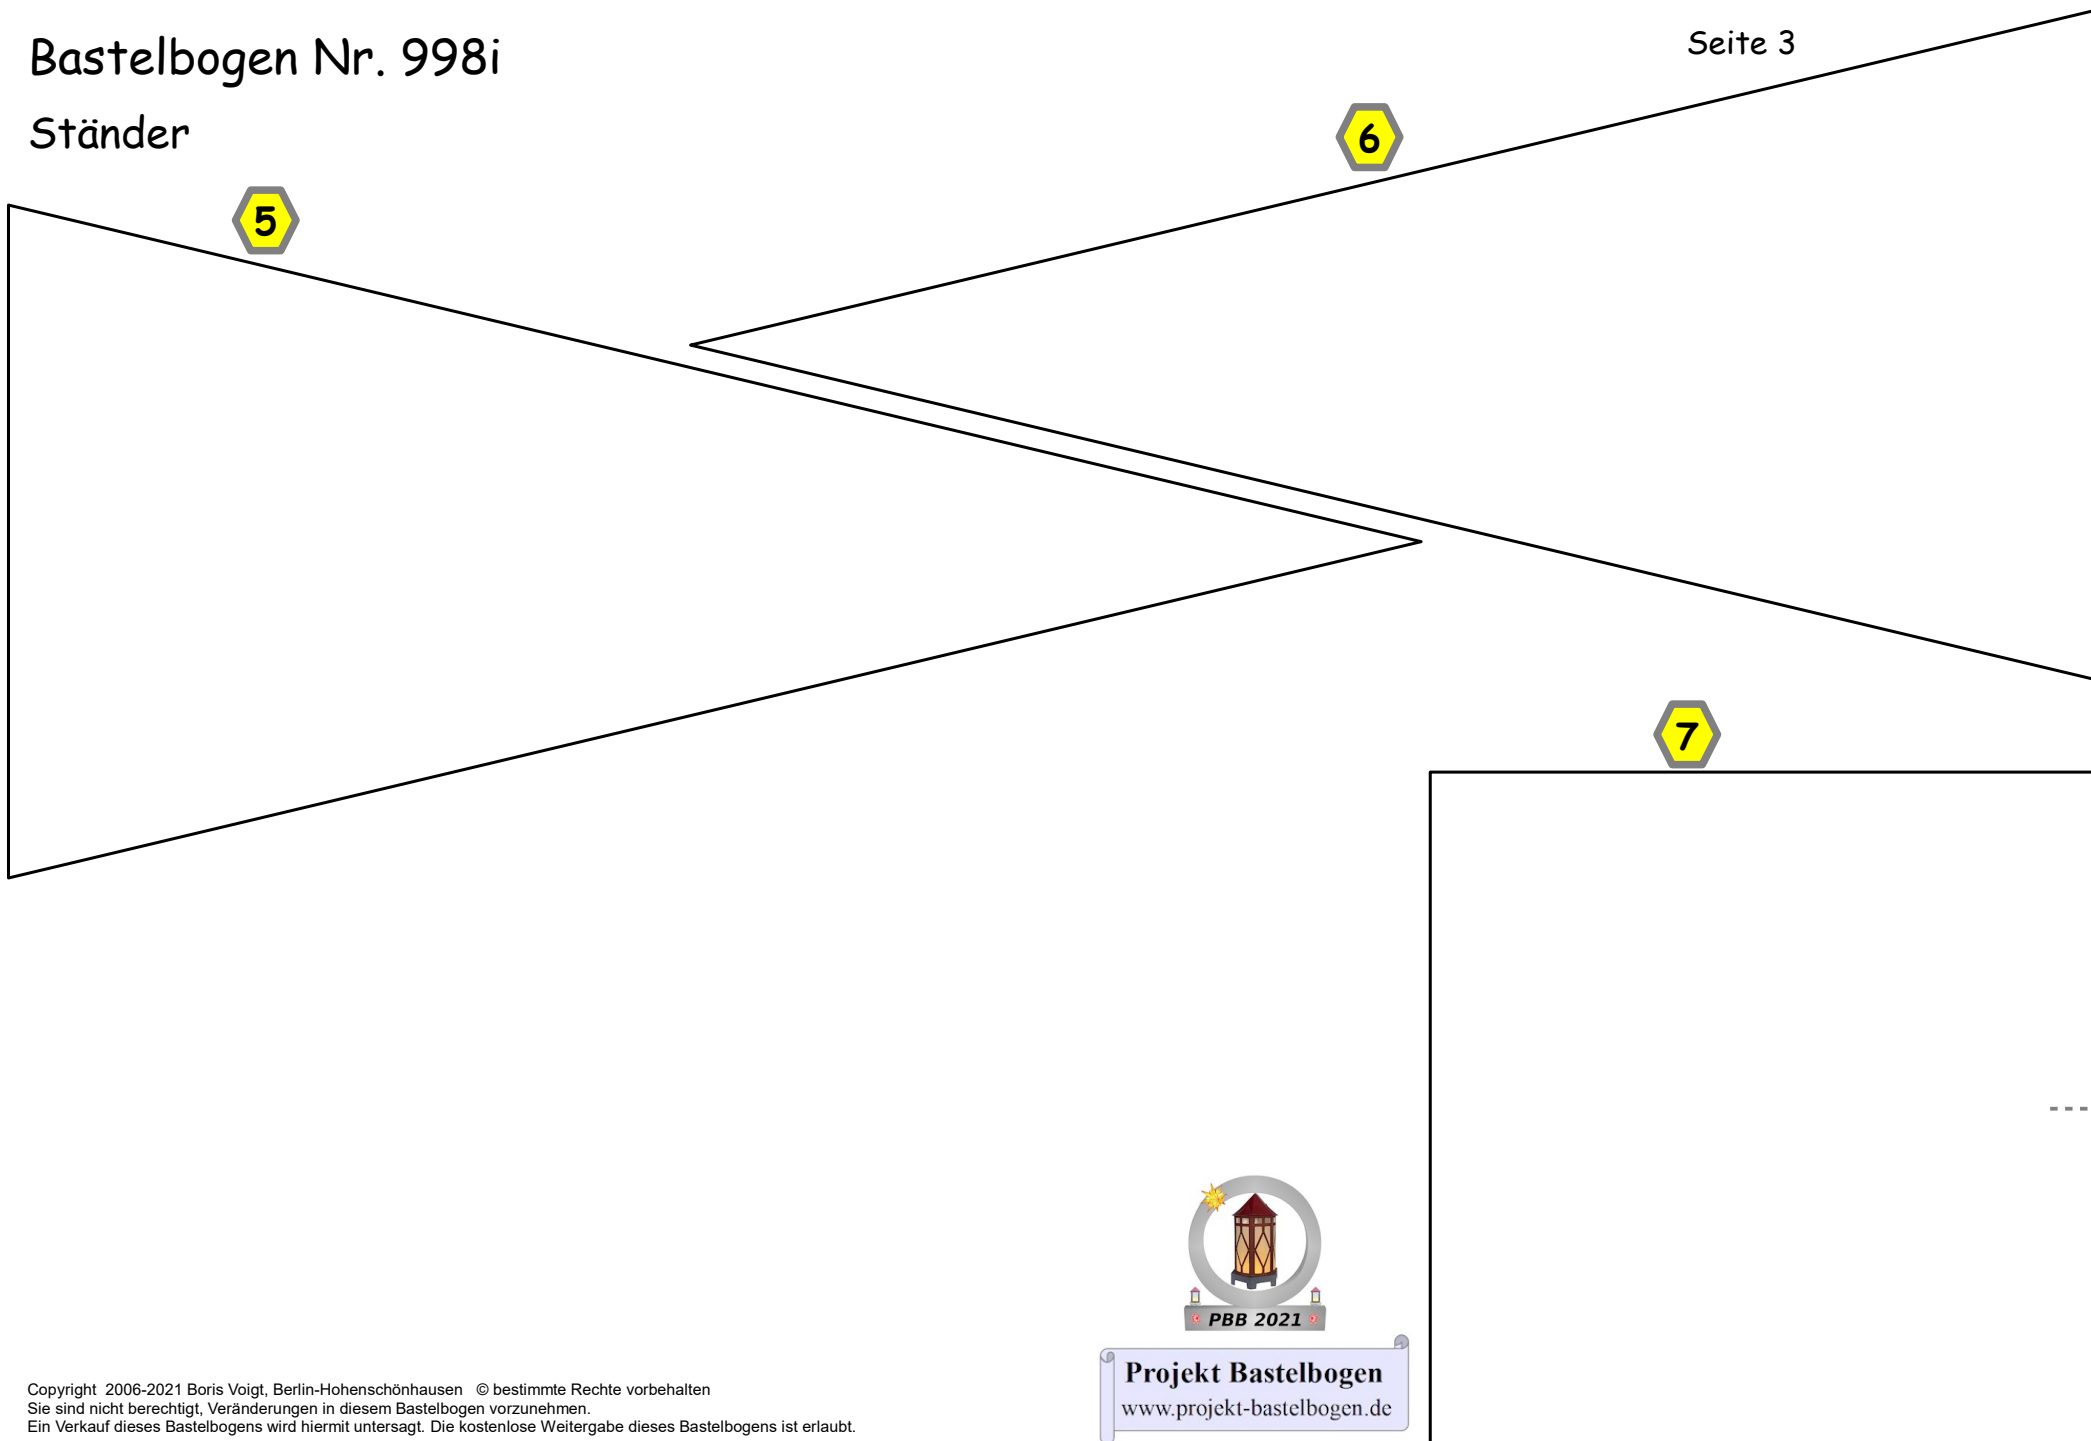 Bastelbogen Nr. 998i
Seite 3
Ständer
6
5
7
PBB 2021
Projekt Bastelbogen
www.projekt-bastelbogen.de
Copyright 2006-2021 Boris Voigt, Berlin-Hohenschönhausen © bestimmte Rechte vorbehalten
Sie sind nicht berechtigt, Veränderungen in diesem Bastelbogen vorzunehmen.
Ein Verkauf dieses Bastelbogens wird hiermit untersagt. Die kostenlose Weitergabe dieses Bastelbogens ist erlaubt.